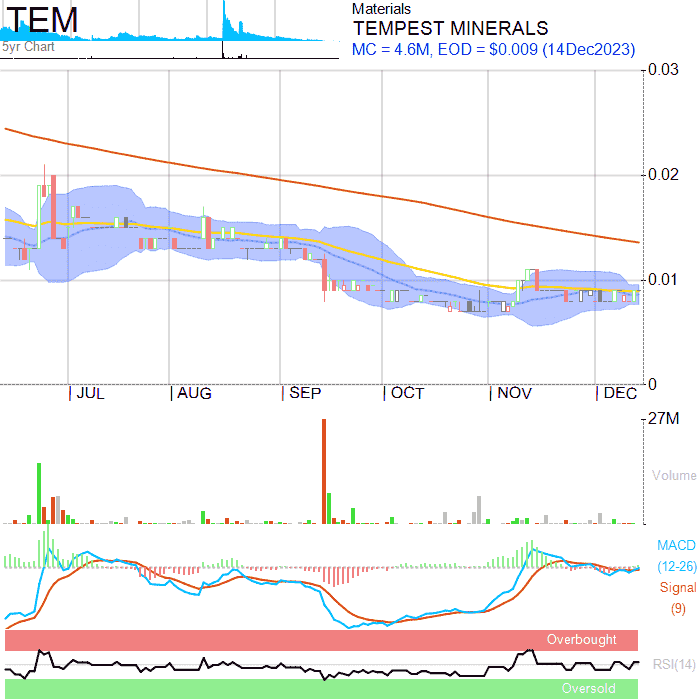 TEM
5yr Chart
Materials
TEMPEST MINERALS
MC = 4.6M, EOD = $0.009 (14Dec2023)
0.03
0.02
0.01
0
JUL AUG SEP OCT NOV DEC
27M
Volume
MACD
(12-26)
Signal
(9)
Overbought
RSI(14)
Oversold